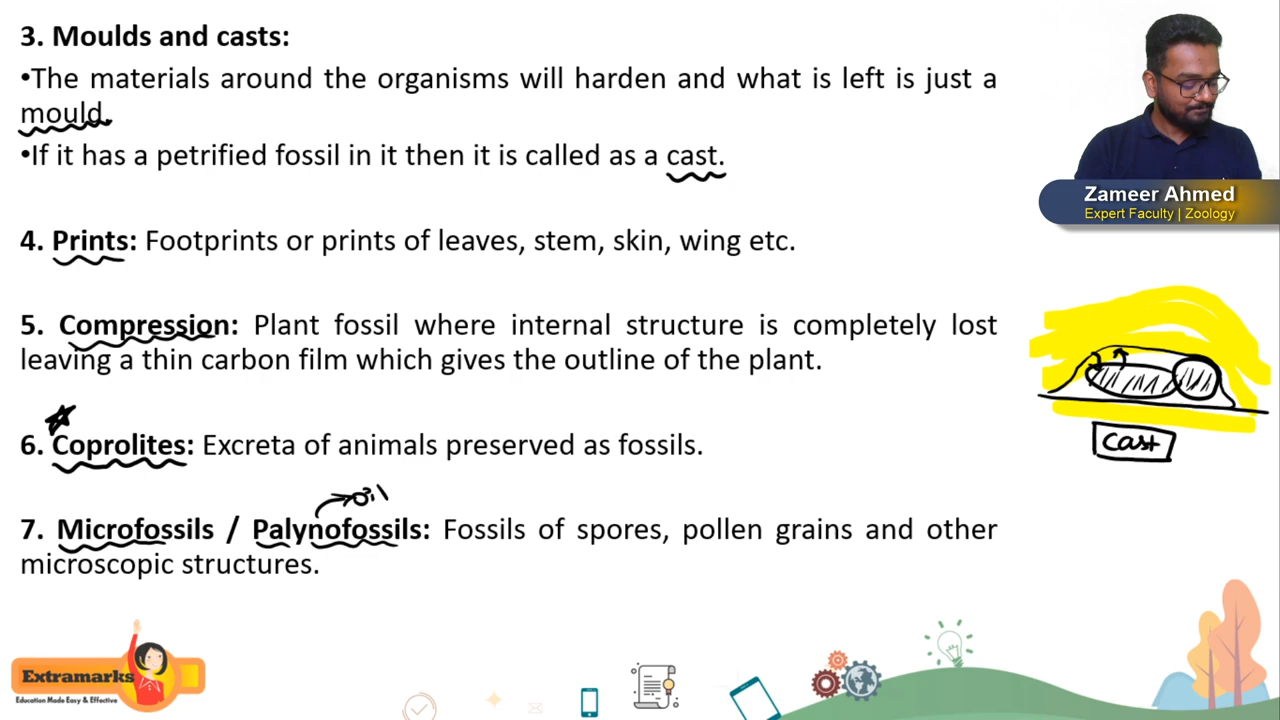 3. Moulds and casts:
•The materials around the organisms will harden and what is left is just a
mould.
•If it has a petrified fossil in it then it is called as a cast.
4. Prints: Footprints or prints of leaves, stem, skin, wing etc.
5. Compression: Plant fossil where internal structure is completely lost
leaving a thin carbon film which gives the outline of the plant.
6. Coprolites: Excreta of animals preserved as fossils.
oil
7. Microfossils / Palynofossils: Fossils of spores, pollen grains and other
microscopic structures.
Zameer Ahmed
Expert Faculty | Zoology
Cast
Extramarks
Education Made Easy & Effective